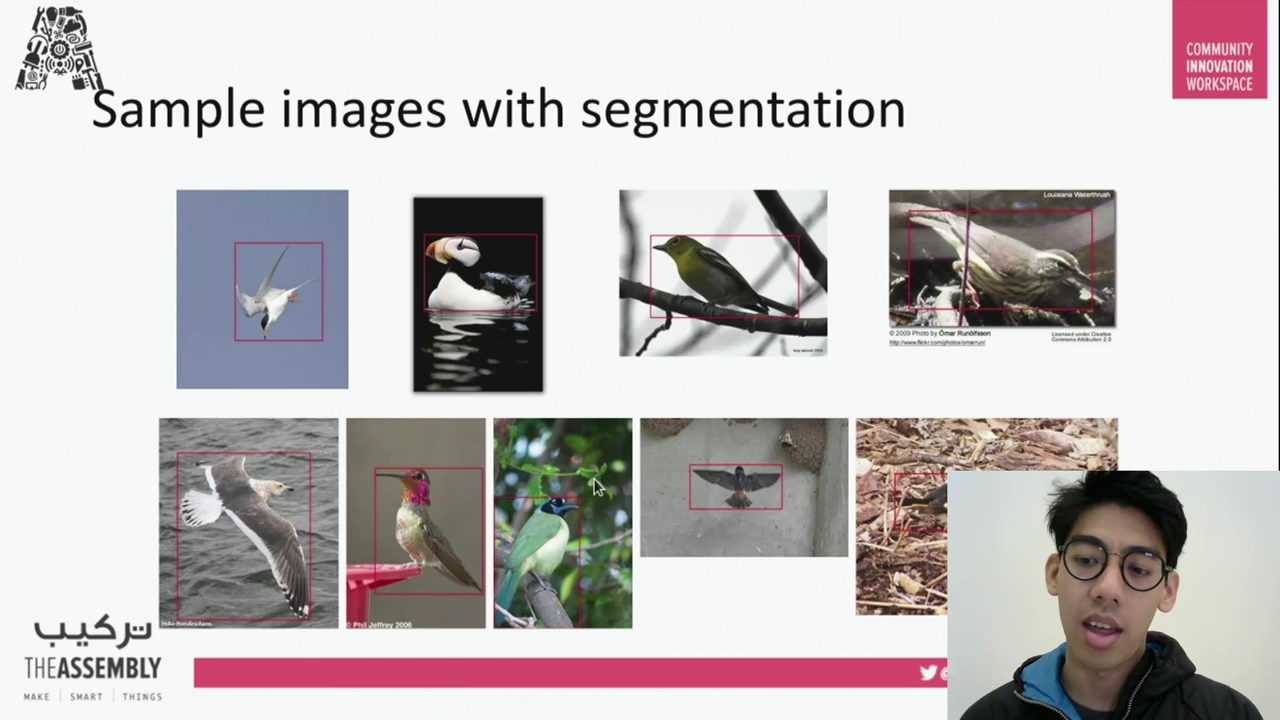 COMMUNITY
INNOVATION
WORKSPACE
Sample images with segmentation
Louisiana Waterthrush
© 2009 Photo by Ómar Runólfsson
http://www.flickr.com/photos/omarrun/
Licensed under Creative
Commons Attribution 2.0
© Phil Jeffrey 2006
تركيب
THEASSEMBLY
MAKE | SMART | THINGS